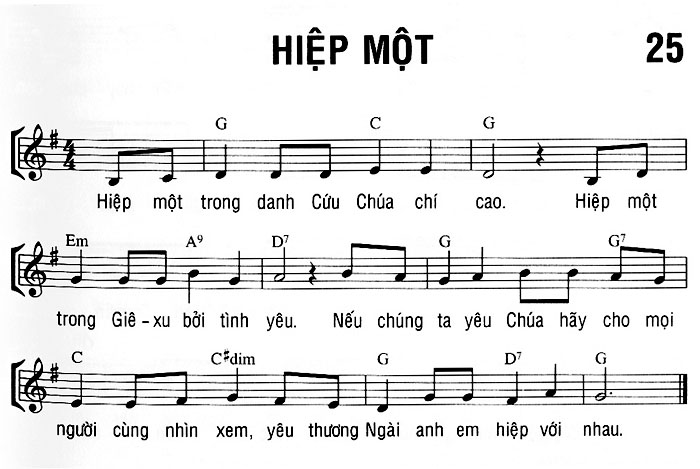 HIỆP MỘT 25
G C G
Hiệp một trong danh Cứu Chúa chí cao. Hiệp một
Em A9 D7 G G7
trong Giê-xu bởi tình yêu. Nếu chúng ta yêu Chúa hãy cho mọi
C C#dim G D7 G
người cùng nhìn xem, yêu thương Ngài anh em hiệp với nhau.